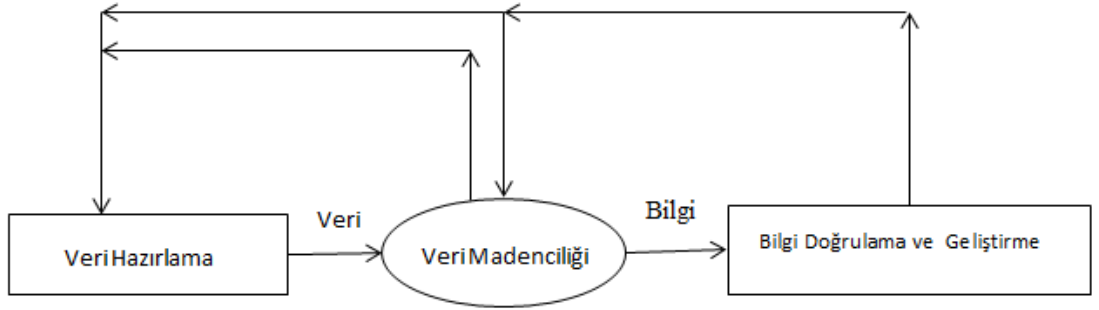 Veri Hazırlama
Veri
Veri Madenciliği
Bilgi
Bilgi Doğrulama ve Geliştirme